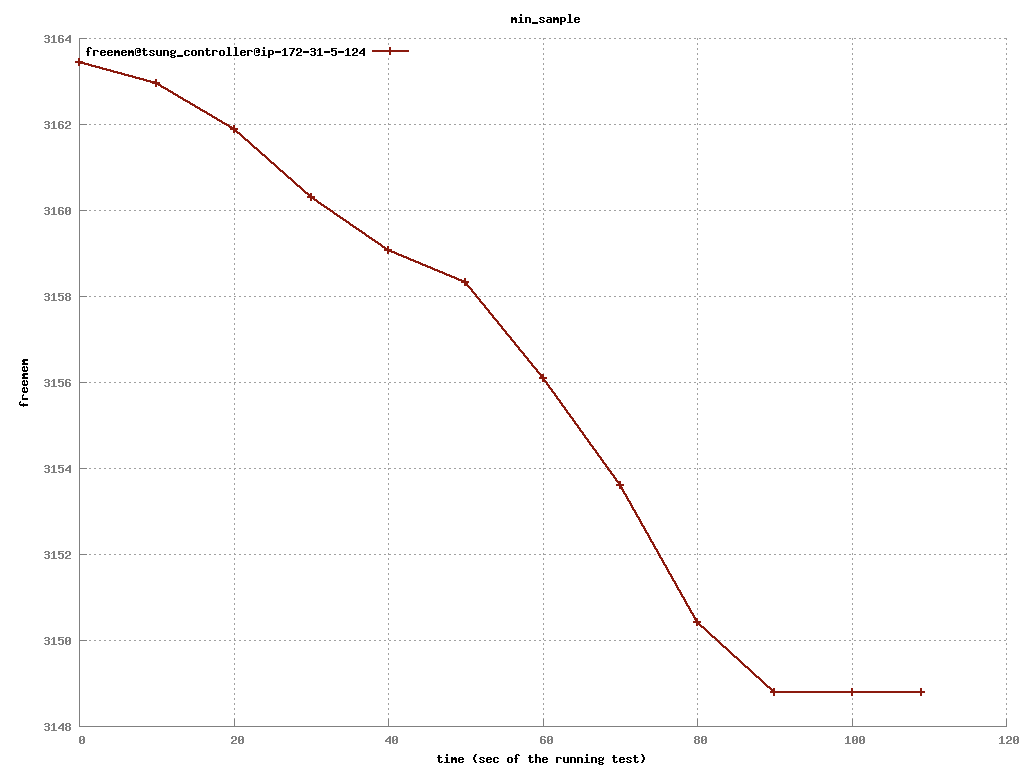 min_sample
freemem@tsung_controller@ip-172-31-5-124
3164
3162
3160
3158
3156
3154
3152
3150
3148
freemem
0 20 40 60 80 100 120
time (sec of the running test)